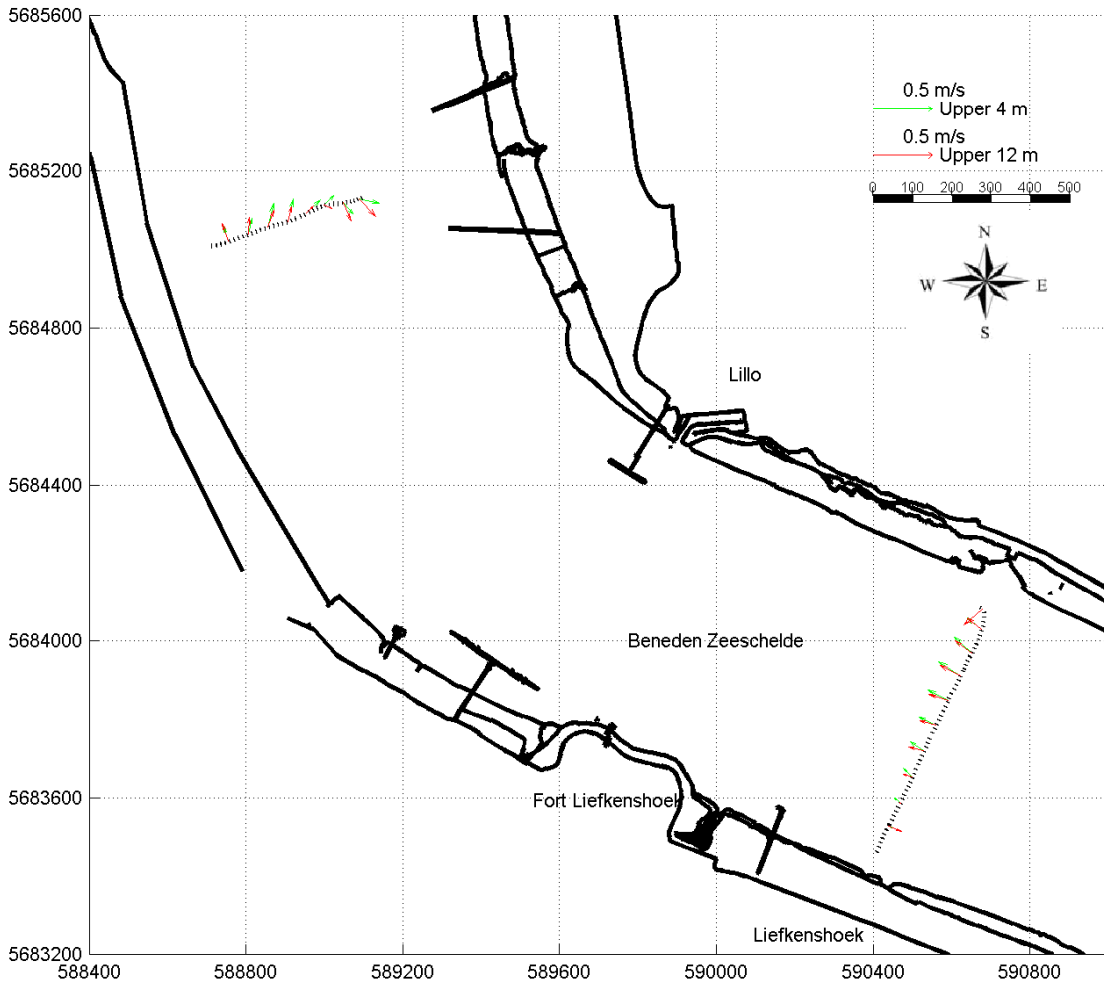 5685600
5685200
5684800
5684400
5684000
5683600
5683200
588400
588800
589200
589600
590000
590400
590800
0.5 m/s
Upper 4 m
0.5 m/s
Upper 12 m
0 100 200 300 400 500
N
W E
S
Lillo
Beneden Zeeschelde
Fort Liefkenshoek
Liefkenshoek